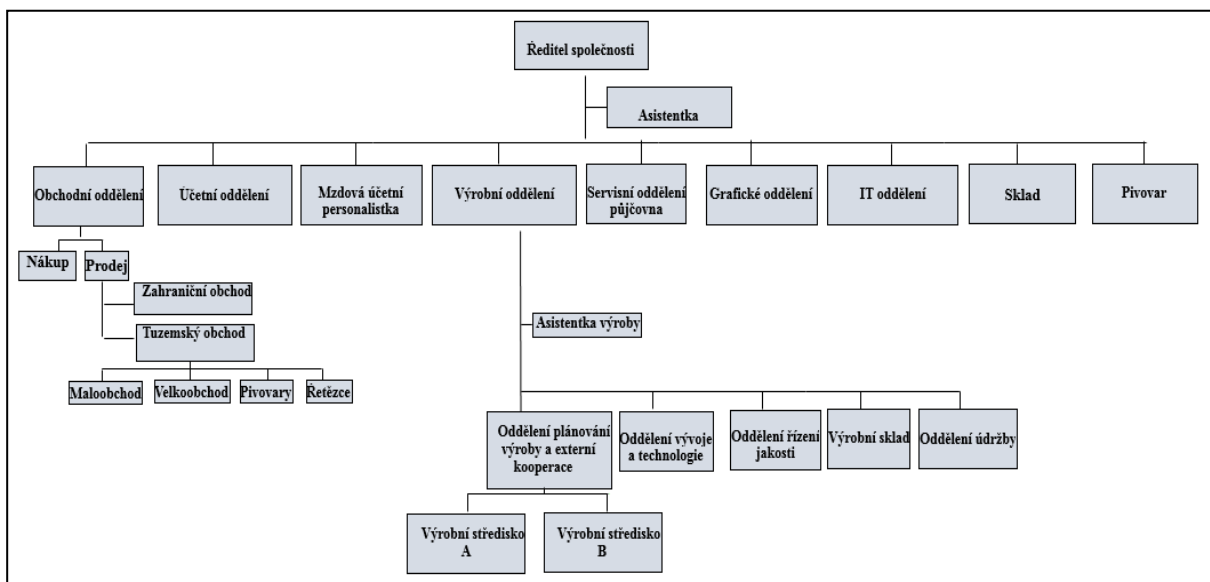 Ředitel společnosti
Asistentka
Obchodní oddělení
Účetní oddělení
Mzdová účetní
personalistka
Výrobní oddělení
Servisní oddělení
půjčovna
Grafické oddělení
IT oddělení
Sklad
Pivovar
Nákup
Prodej
Zahraniční obchod
Tuzemský obchod
Maloobchod
Velkoobchod
Pivovary
Řetězce
Asistentka výroby
Oddělení plánování
výroby a externí
kooperace
Oddělení vývoje
a technologie
Oddělení řízení
jakosti
Výrobní sklad
Oddělení údržby
Výrobní středisko
A
Výrobní středisko
B